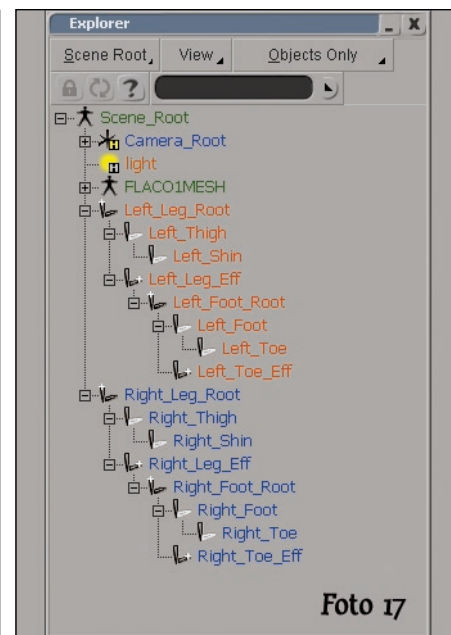 Explorer
Scene Root View Objects Only
Scene_Root
Camera_Root
light
FLACO1MESH
Left_Leg_Root
Left_Thigh
Left_Shin
Left_Leg_Eff
Left_Foot_Root
Left_Foot
Left_Toe
Left_Toe_Eff
Right_Leg_Root
Right_Thigh
Right_Shin
Right_Leg_Eff
Right_Foot_Root
Right_Foot
Right_Toe
Right_Toe_Eff
Foto 17